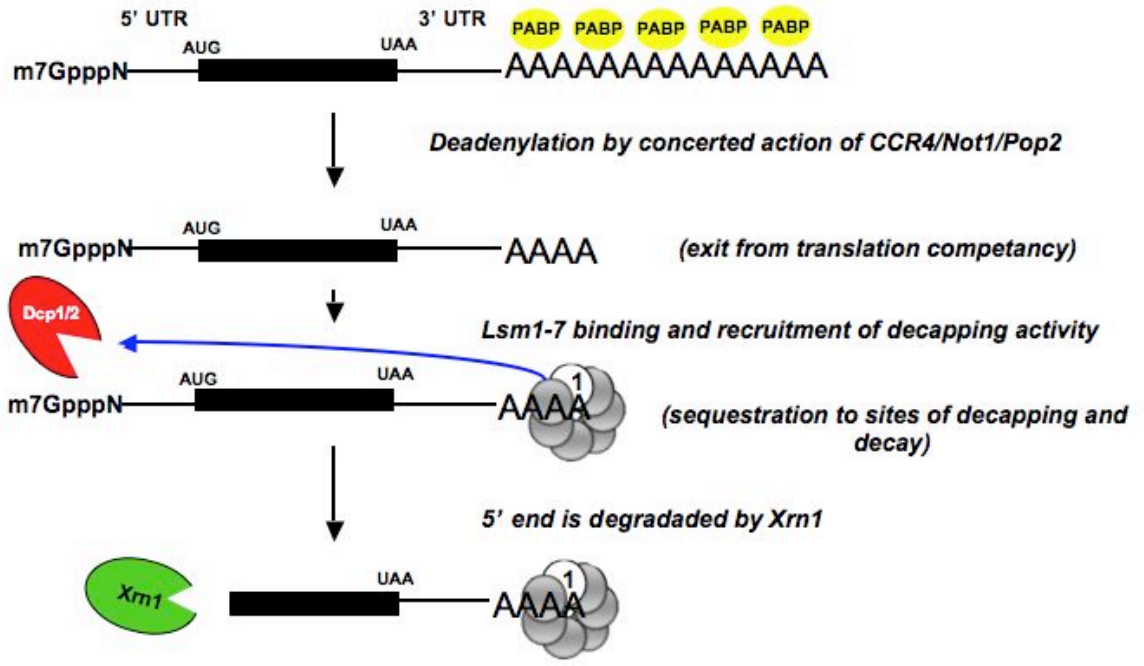 5’ UTR
3’ UTR
PABP PABP PABP PABP PABP
AUG
UAA
m7GpppN
AAAAAAAAAAAAAA
Deadenylation by concerted action of CCR4/Not1/Pop2
AUG
UAA
m7GpppN
AAAA
(exit from translation competancy)
Dcp1/2
Lsm1-7 binding and recruitment of decapping activity
AUG
UAA
1
m7GpppN
AAAA
(sequestration to sites of decapping and
decay)
5’ end is degradaded by Xrn1
Xrn1
UAA
1
AAAA